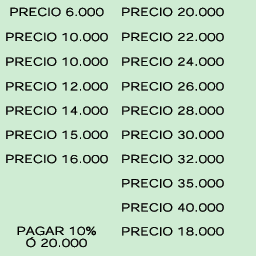 PRECIO 6.000
PRECIO 10.000
PRECIO 10.000
PRECIO 12.000
PRECIO 14.000
PRECIO 15.000
PRECIO 16.000
PAGAR 10%
Ó 20.000
PRECIO 20.000
PRECIO 22.000
PRECIO 24.000
PRECIO 26.000
PRECIO 28.000
PRECIO 30.000
PRECIO 32.000
PRECIO 35.000
PRECIO 40.000
PRECIO 18.000